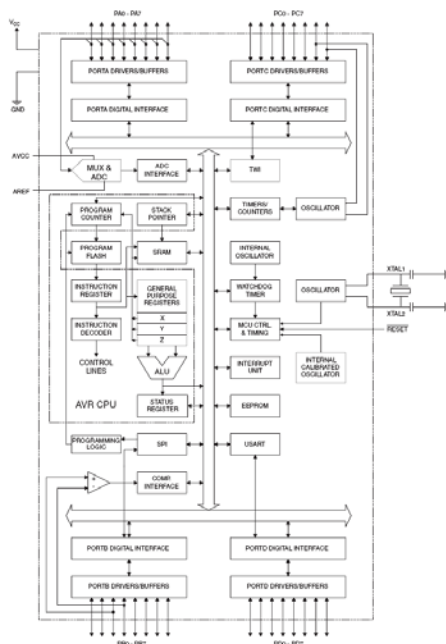 PA0 - PA7
PC0 - PC7
VCC
PORTA DRIVERS/BUFFERS
PORTC DRIVERS/BUFFERS
GND
PORTA DIGITAL INTERFACE
PORTC DIGITAL INTERFACE
AVCC
MUX &
ADC
ADC
INTERFACE
TWI
AREF
PROGRAM
COUNTER
STACK
POINTER
TIMERS/
COUNTERS
OSCILLATOR
PROGRAM
FLASH
SRAM
INTERNAL
OSCILLATOR
XTAL1
INSTRUCTION
REGISTER
GENERAL
PURPOSE
REGISTERS
WATCHDOG
TIMER
OSCILLATOR
X
Y
Z
XTAL2
INSTRUCTION
DECODER
MCU CTRL.
& TIMING
RESET
CONTROL
LINES
ALU
INTERRUPT
UNIT
INTERNAL
CALIBRATED
OSCILLATOR
AVR CPU
STATUS
REGISTER
EEPROM
PROGRAMMING
LOGIC
SPI
USART
+
-
COMP.
INTERFACE
PORTB DIGITAL INTERFACE
PORTD DIGITAL INTERFACE
PORTB DRIVERS/BUFFERS
PORTD DRIVERS/BUFFERS
PB0 - PB7
PD0 - PD7